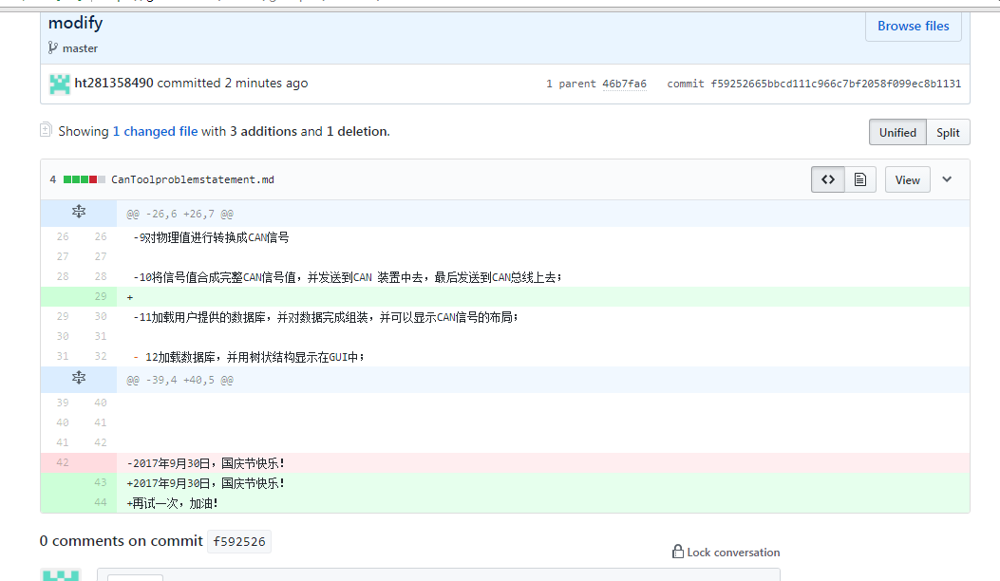 modify
Browse files
master
ht281358490 committed 2 minutes ago
1 parent 46b7fa6 commit f59252665bbcd111c966c7bf2058f099ec8b1131
Showing 1 changed file with 3 additions and 1 deletion.
Unified Split
4 CanToolproblemstatement.md
View
@@ -26,6 +26,7 @@
26 26 -9对物理值进行转换成CAN信号
27 27
28 28 -10将信号值合成完整CAN信号值，并发送到CAN 装置中去，最后发送到CAN总线上去；
29 +
29 30 -11加载用户提供的数据库，并对数据完成组装，并可以显示CAN信号的布局；
30 31
31 32 - 12加载数据库，并用树状结构显示在GUI中；
@@ -39,4 +40,5 @@
39 40
40 41
41 42
42 -2017年9月30日，国庆节快乐！
43 +2017年9月30日，国庆节快乐！
44 +再试一次，加油！
0 comments on commit f592526
Lock conversation